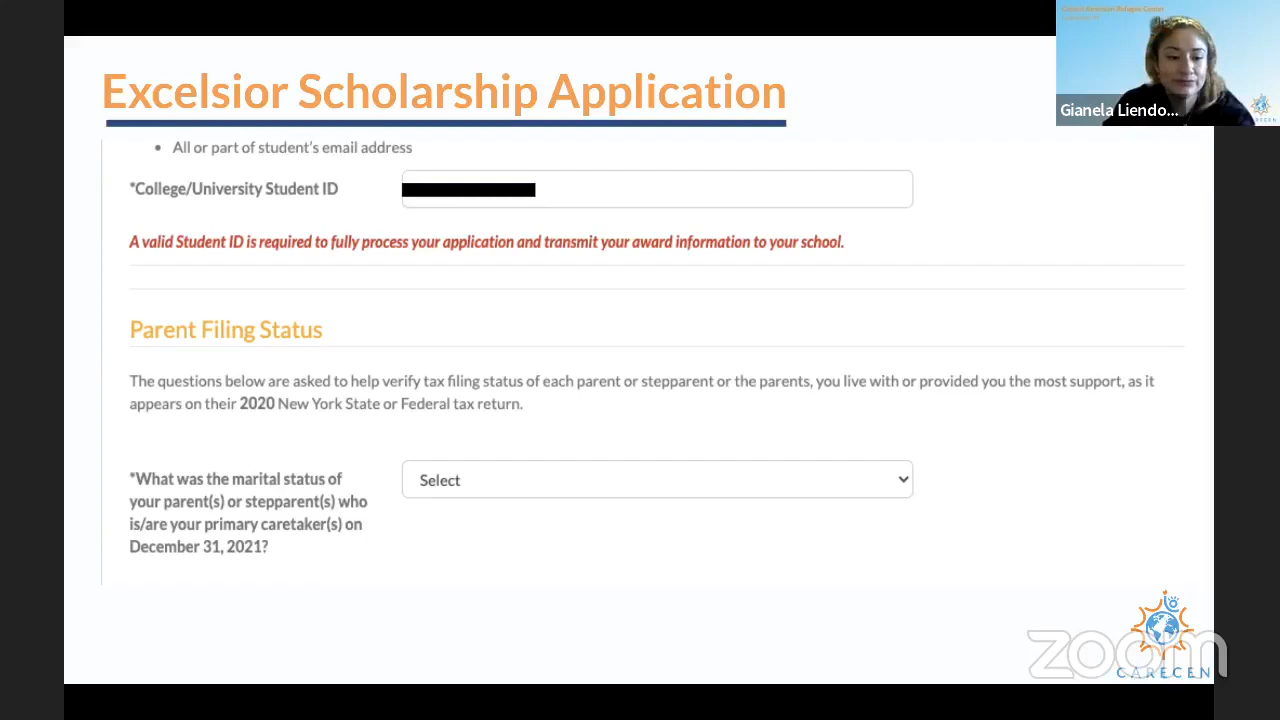 Excelsior Scholarship Application
Central American Refugee Center
Gianela Liendo...
CARECEN
• All or part of student's email address
*College/University Student ID
A valid Student ID is required to fully process your application and transmit your award information to your school.
Parent Filing Status
The questions below are asked to help verify tax filing status of each parent or stepparent or the parents, you live with or provided you the most support, as it
appears on their 2020 New York State or Federal tax return.
*What was the marital status of
your parent(s) or stepparent(s) who
is/are your primary caretaker(s) on
December 31, 2021?
Select
zoom
CARECEN